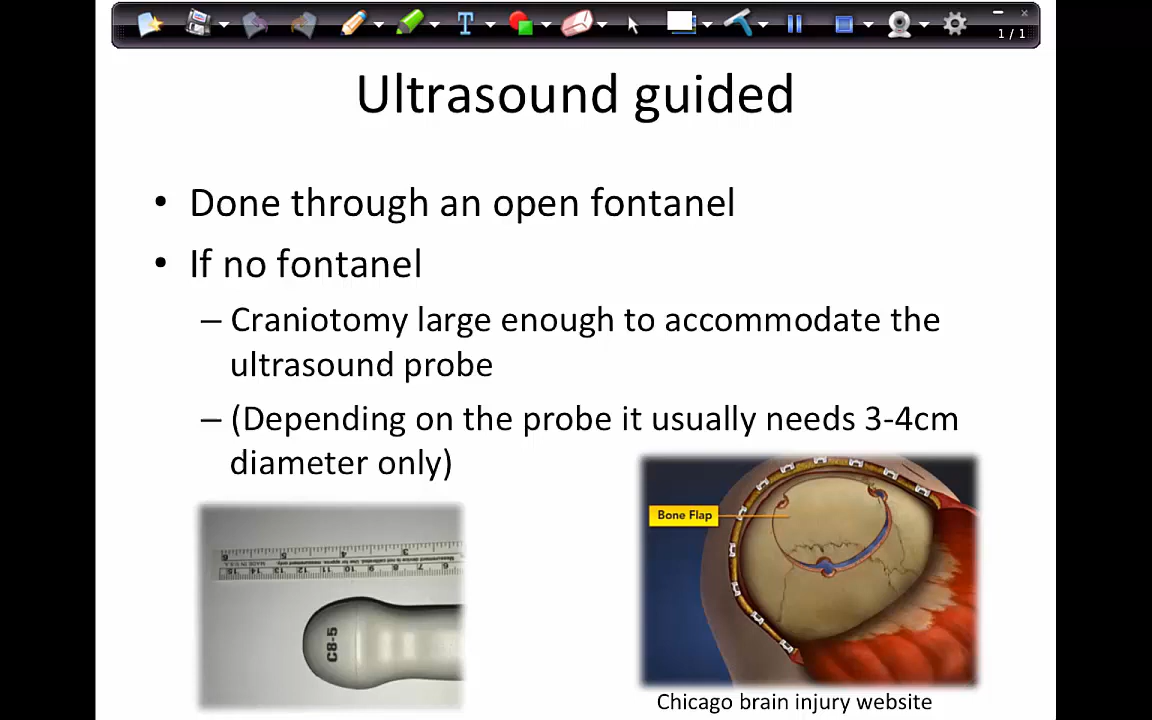 1 / 1
Ultrasound guided
• Done through an open fontanel
• If no fontanel
– Craniotomy large enough to accommodate the
ultrasound probe
– (Depending on the probe it usually needs 3-4cm
diameter only)
Bone Flap
C8-5
Chicago brain injury website